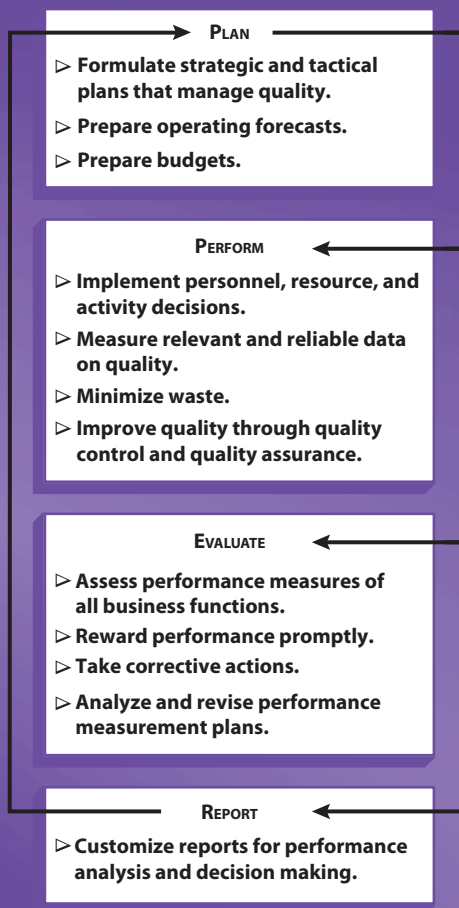 PLAN
▷ Formulate strategic and tactical
plans that manage quality.
▷ Prepare operating forecasts.
▷ Prepare budgets.
PERFORM
▷ Implement personnel, resource, and
activity decisions.
▷ Measure relevant and reliable data
on quality.
▷ Minimize waste.
▷ Improve quality through quality
control and quality assurance.
EVALUATE
▷ Assess performance measures of
all business functions.
▷ Reward performance promptly.
▷ Take corrective actions.
▷ Analyze and revise performance
measurement plans.
REPORT
▷ Customize reports for performance
analysis and decision making.